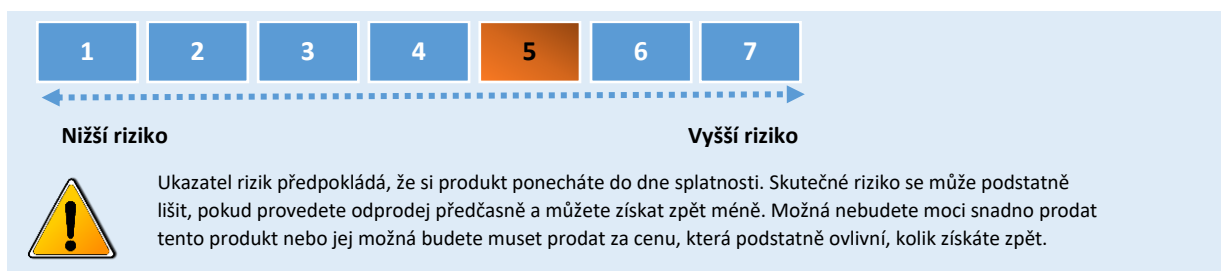 1 2 3 4 5 6 7
Nižší riziko Vyšší riziko
Ukazatel rizik předpokládá, že si produkt ponecháte do dne splatnosti. Skutečné riziko se může podstatně
lišit, pokud provedete odprodej předčasně a můžete získat zpět méně. Možná nebudete moci snadno prodat
tento produkt nebo jej možná budete muset prodat za cenu, která podstatně ovlivní, kolik získáte zpět.